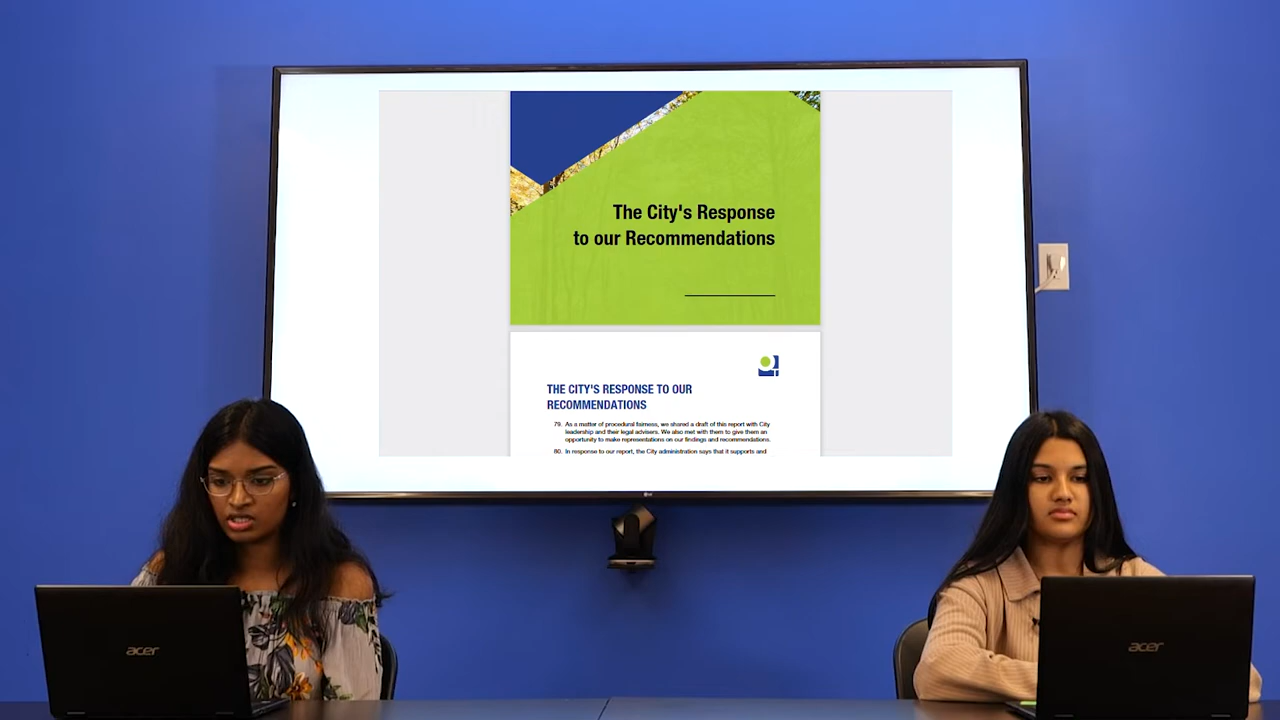 The City's Response
to our Recommendations
THE CITY'S RESPONSE TO OUR
RECOMMENDATIONS
79. As a matter of procedural fairness, we shared a draft of this report with City
leadership and their legal advisers. We also met with them to give them an
opportunity to make representations on our findings and recommendations.
80. In response to our report, the City administration says that it supports and
LG
acer
acer